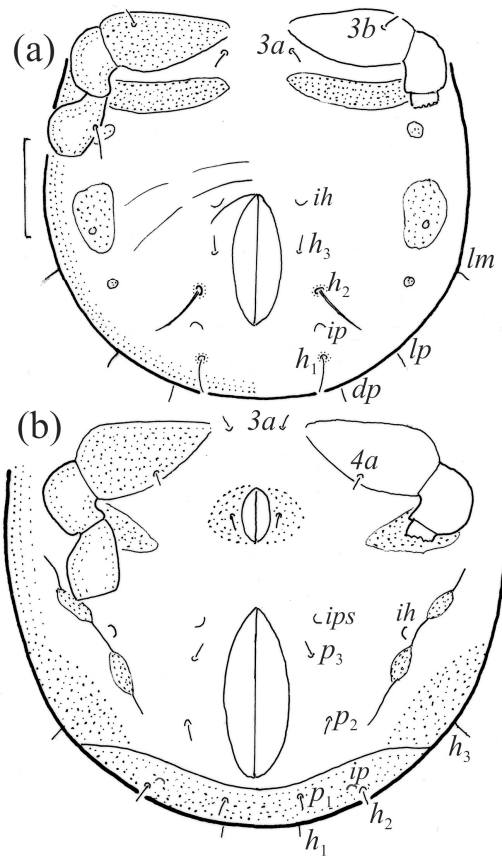 (a)
3a 3b
ih
h3
lm
h2
ip
lp
h1
dp
(b)
3a
4a
ips ih
p3
p2
h3
ip
p1 h2
h1